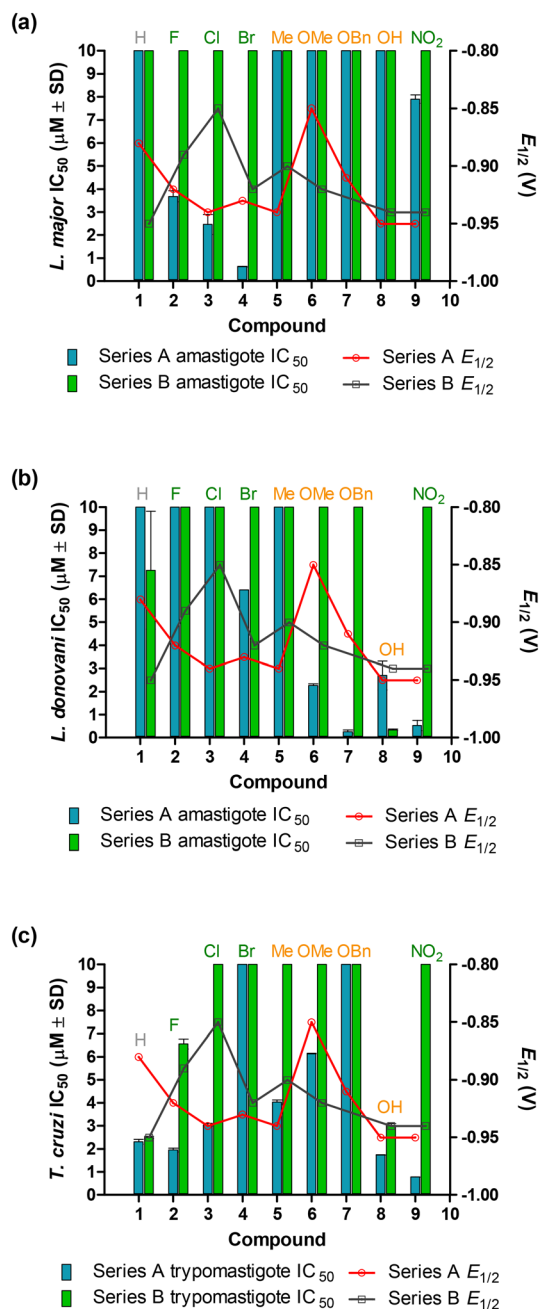 (a)
H F Cl Br Me OMe OBn OH NO2
L. major IC50 (μM ± SD)
10
9
8
7
6
5
4
3
2
1
0
-0.80
-0.85
-0.90
-0.95
-1.00
E1/2 (V)
1 2 3 4 5 6 7 8 9 10
Compound
Series A amastigote IC50 Series A E1/2
Series B amastigote IC50 Series B E1/2
(b)
H F Cl Br Me OMe OBn NO2
OH
L. donovani IC50 (μM ± SD)
10
9
8
7
6
5
4
3
2
1
0
-0.80
-0.85
-0.90
-0.95
-1.00
E1/2 (V)
1 2 3 4 5 6 7 8 9 10
Compound
Series A amastigote IC50 Series A E1/2
Series B amastigote IC50 Series B E1/2
(c)
Cl Br Me OMe OBn NO2
H F
OH
T. cruzi IC50 (μM ± SD)
10
9
8
7
6
5
4
3
2
1
0
-0.80
-0.85
-0.90
-0.95
-1.00
E1/2 (V)
1 2 3 4 5 6 7 8 9 10
Compound
Series A trypomastigote IC50 Series A E1/2
Series B trypomastigote IC50 Series B E1/2